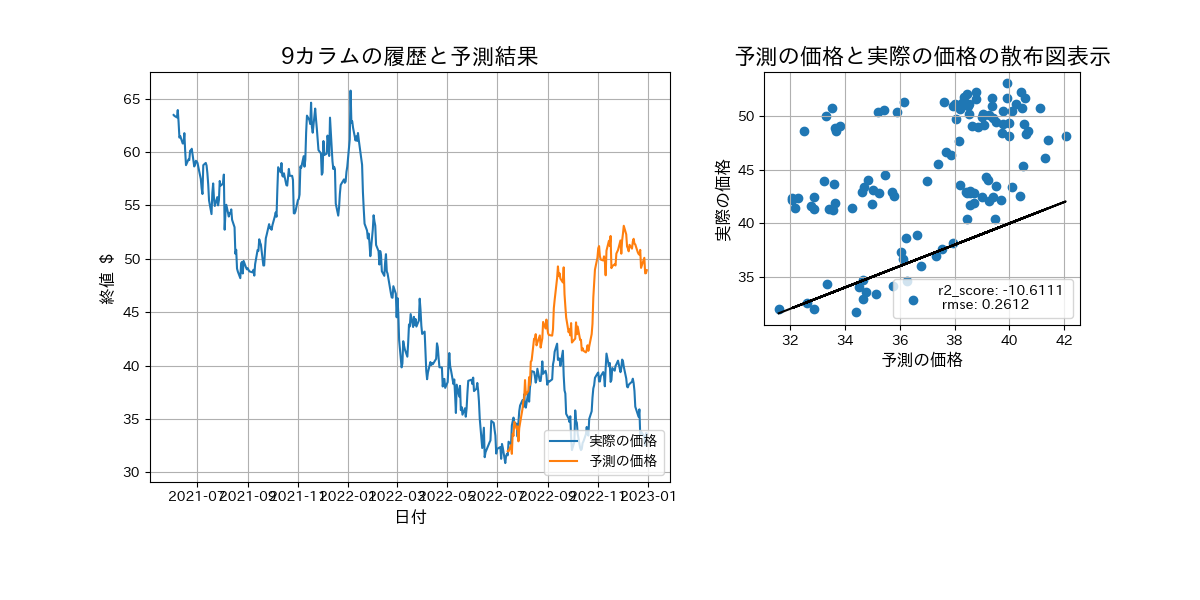 9カラムの履歴と予測結果
65
60
55
50
45
40
35
30
終値 $
2021-07 2021-09 2021-11 2022-01 2022-03 2022-05 2022-07 2022-09 2022-11 2023-01
日付
実際の価格
予測の価格
予測の価格と実際の価格の散布図表示
50
45
40
35
実際の価格
32 34 36 38 40 42
予測の価格
r2_score: -10.6111
rmse: 0.2612